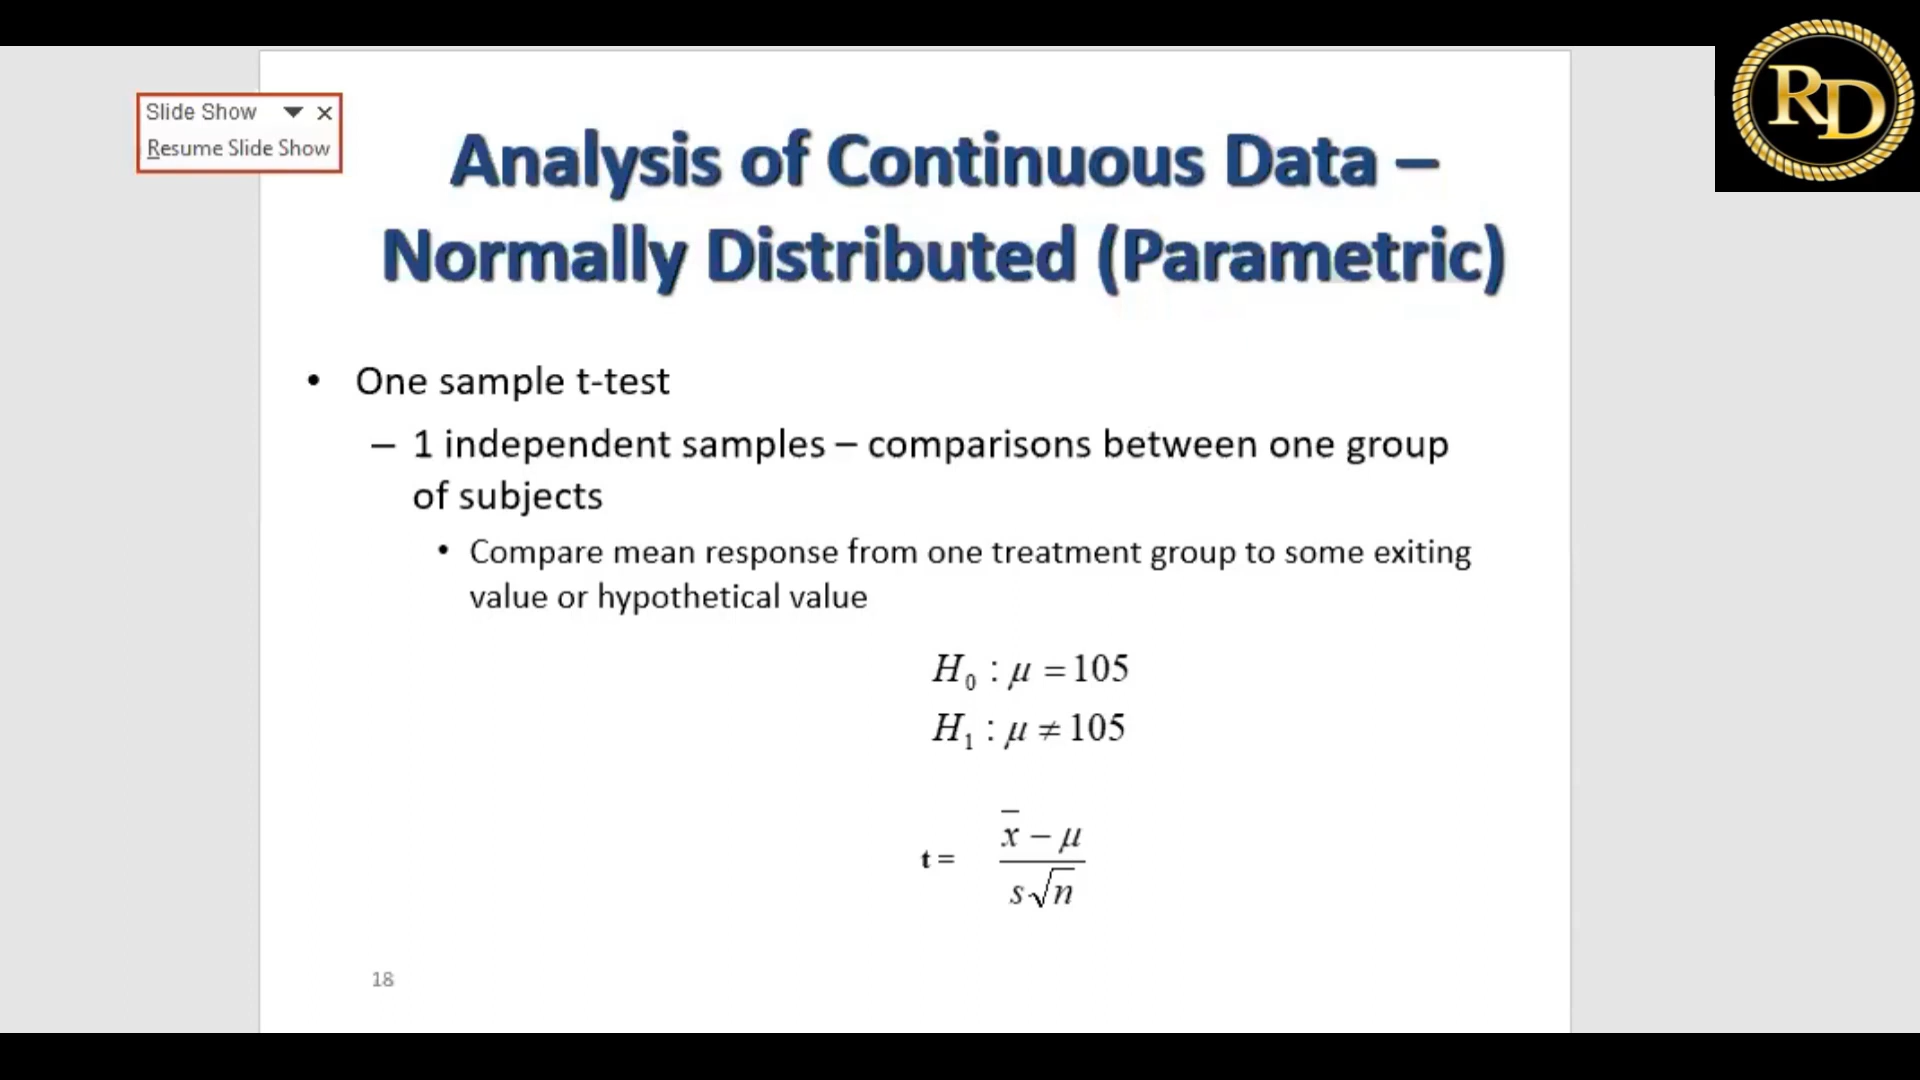 RD
Slide Show
Resume Slide Show
Analysis of Continuous Data –
Normally Distributed (Parametric)
• One sample t-test
– 1 independent samples – comparisons between one group
of subjects
• Compare mean response from one treatment group to some exiting
value or hypothetical value
H₀ : μ = 105
H₁ : μ ≠ 105
t = (x̄ − μ) / (s√n)
18